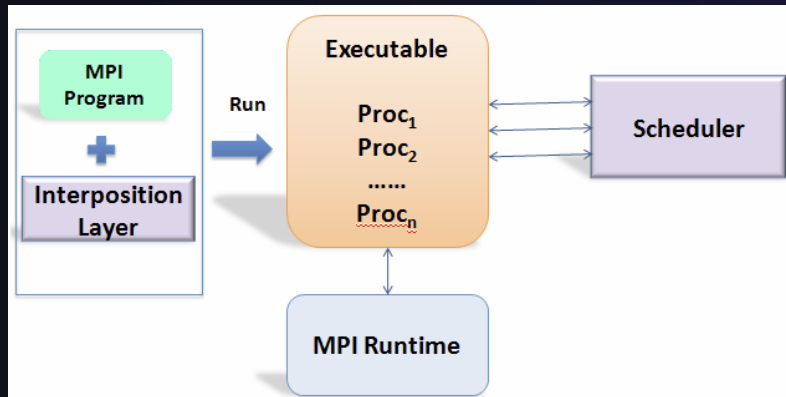 MPI
Program
Interposition
Layer
Run
Executable
Proc₁
Proc₂
......
Procₙ
Scheduler
MPI Runtime